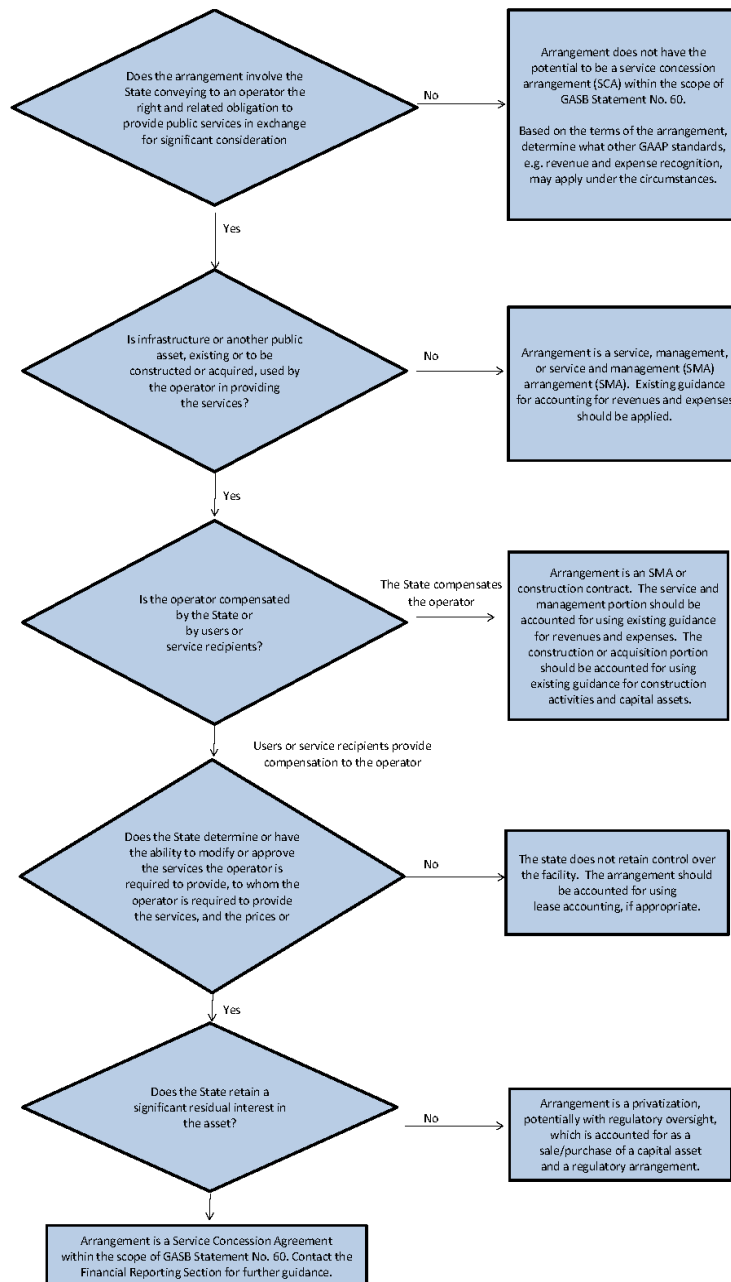 Does the arrangement involve the
State conveying to an operator the
right and related obligation to
provide public services in exchange
for significant consideration
No
Arrangement does not have the
potential to be a service concession
arrangement (SCA) within the scope
of GASB Statement No. 60.
Based on the terms of the arrangement,
determine what other GAAP standards,
e.g. revenue and expense recognition,
may apply under the circumstances.
Yes
Is infrastructure or another public
asset, existing or to be
constructed or acquired, used by
the operator in providing
the services?
No
Arrangement is a service, management,
or service and management (SMA)
arrangement (SMA). Existing guidance
for accounting for revenues and expenses
should be applied.
Yes
Is the operator compensated
by the State or
by users or
service recipients?
The State compensates
the operator
Arrangement is an SMA or
construction contract. The service and
management portion should be
accounted for using existing guidance
for revenues and expenses. The
construction or acquisition portion
should be accounted for using
existing guidance for construction
activities and capital assets.
Users or service recipients provide
compensation to the operator
Does the State determine or have
the ability to modify or approve
the services the operator is
required to provide, to whom the
operator is required to provide
the services, and the prices or
No
The state does not retain control over
the facility. The arrangement should
be accounted for using
lease accounting, if appropriate.
Yes
Does the State retain a
significant residual interest in
the asset?
No
Arrangement is a privatization,
potentially with regulatory oversight,
which is accounted for as a
sale/purchase of a capital asset
and a regulatory arrangement.
Arrangement is a Service Concession Agreement
within the scope of GASB Statement No. 60. Contact the
Financial Reporting Section for further guidance.